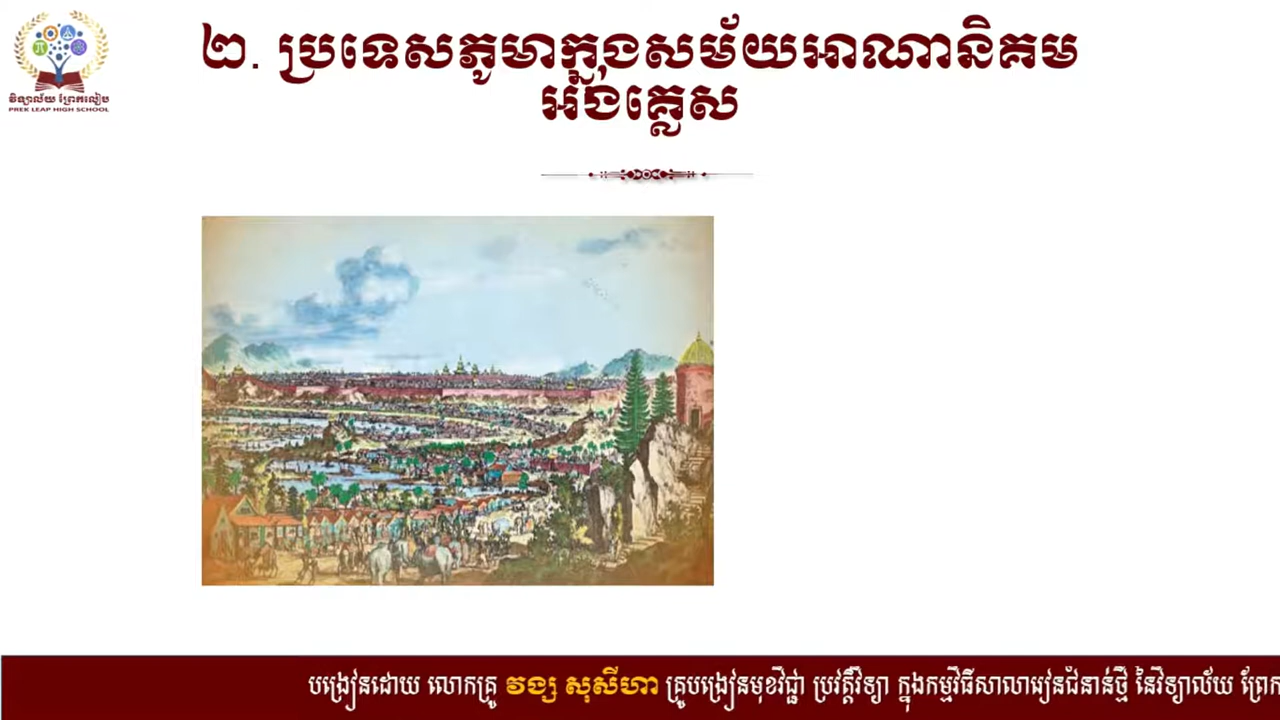 វិទ្យាល័យ ព្រែកលៀប
PREK LEAP HIGH SCHOOL
២. ប្រទេសភូមាក្នុងសម័យអាណានិគម
អង់គ្លេស
បង្រៀនដោយ លោកគ្រូ វង្ស សុសីហា គ្រូបង្រៀនមុខវិជ្ជា ប្រវត្តិវិទ្យា ក្នុងកម្មវិធីសាលារៀនជំនាន់ថ្មី នៃវិទ្យាល័យ ព្រែក